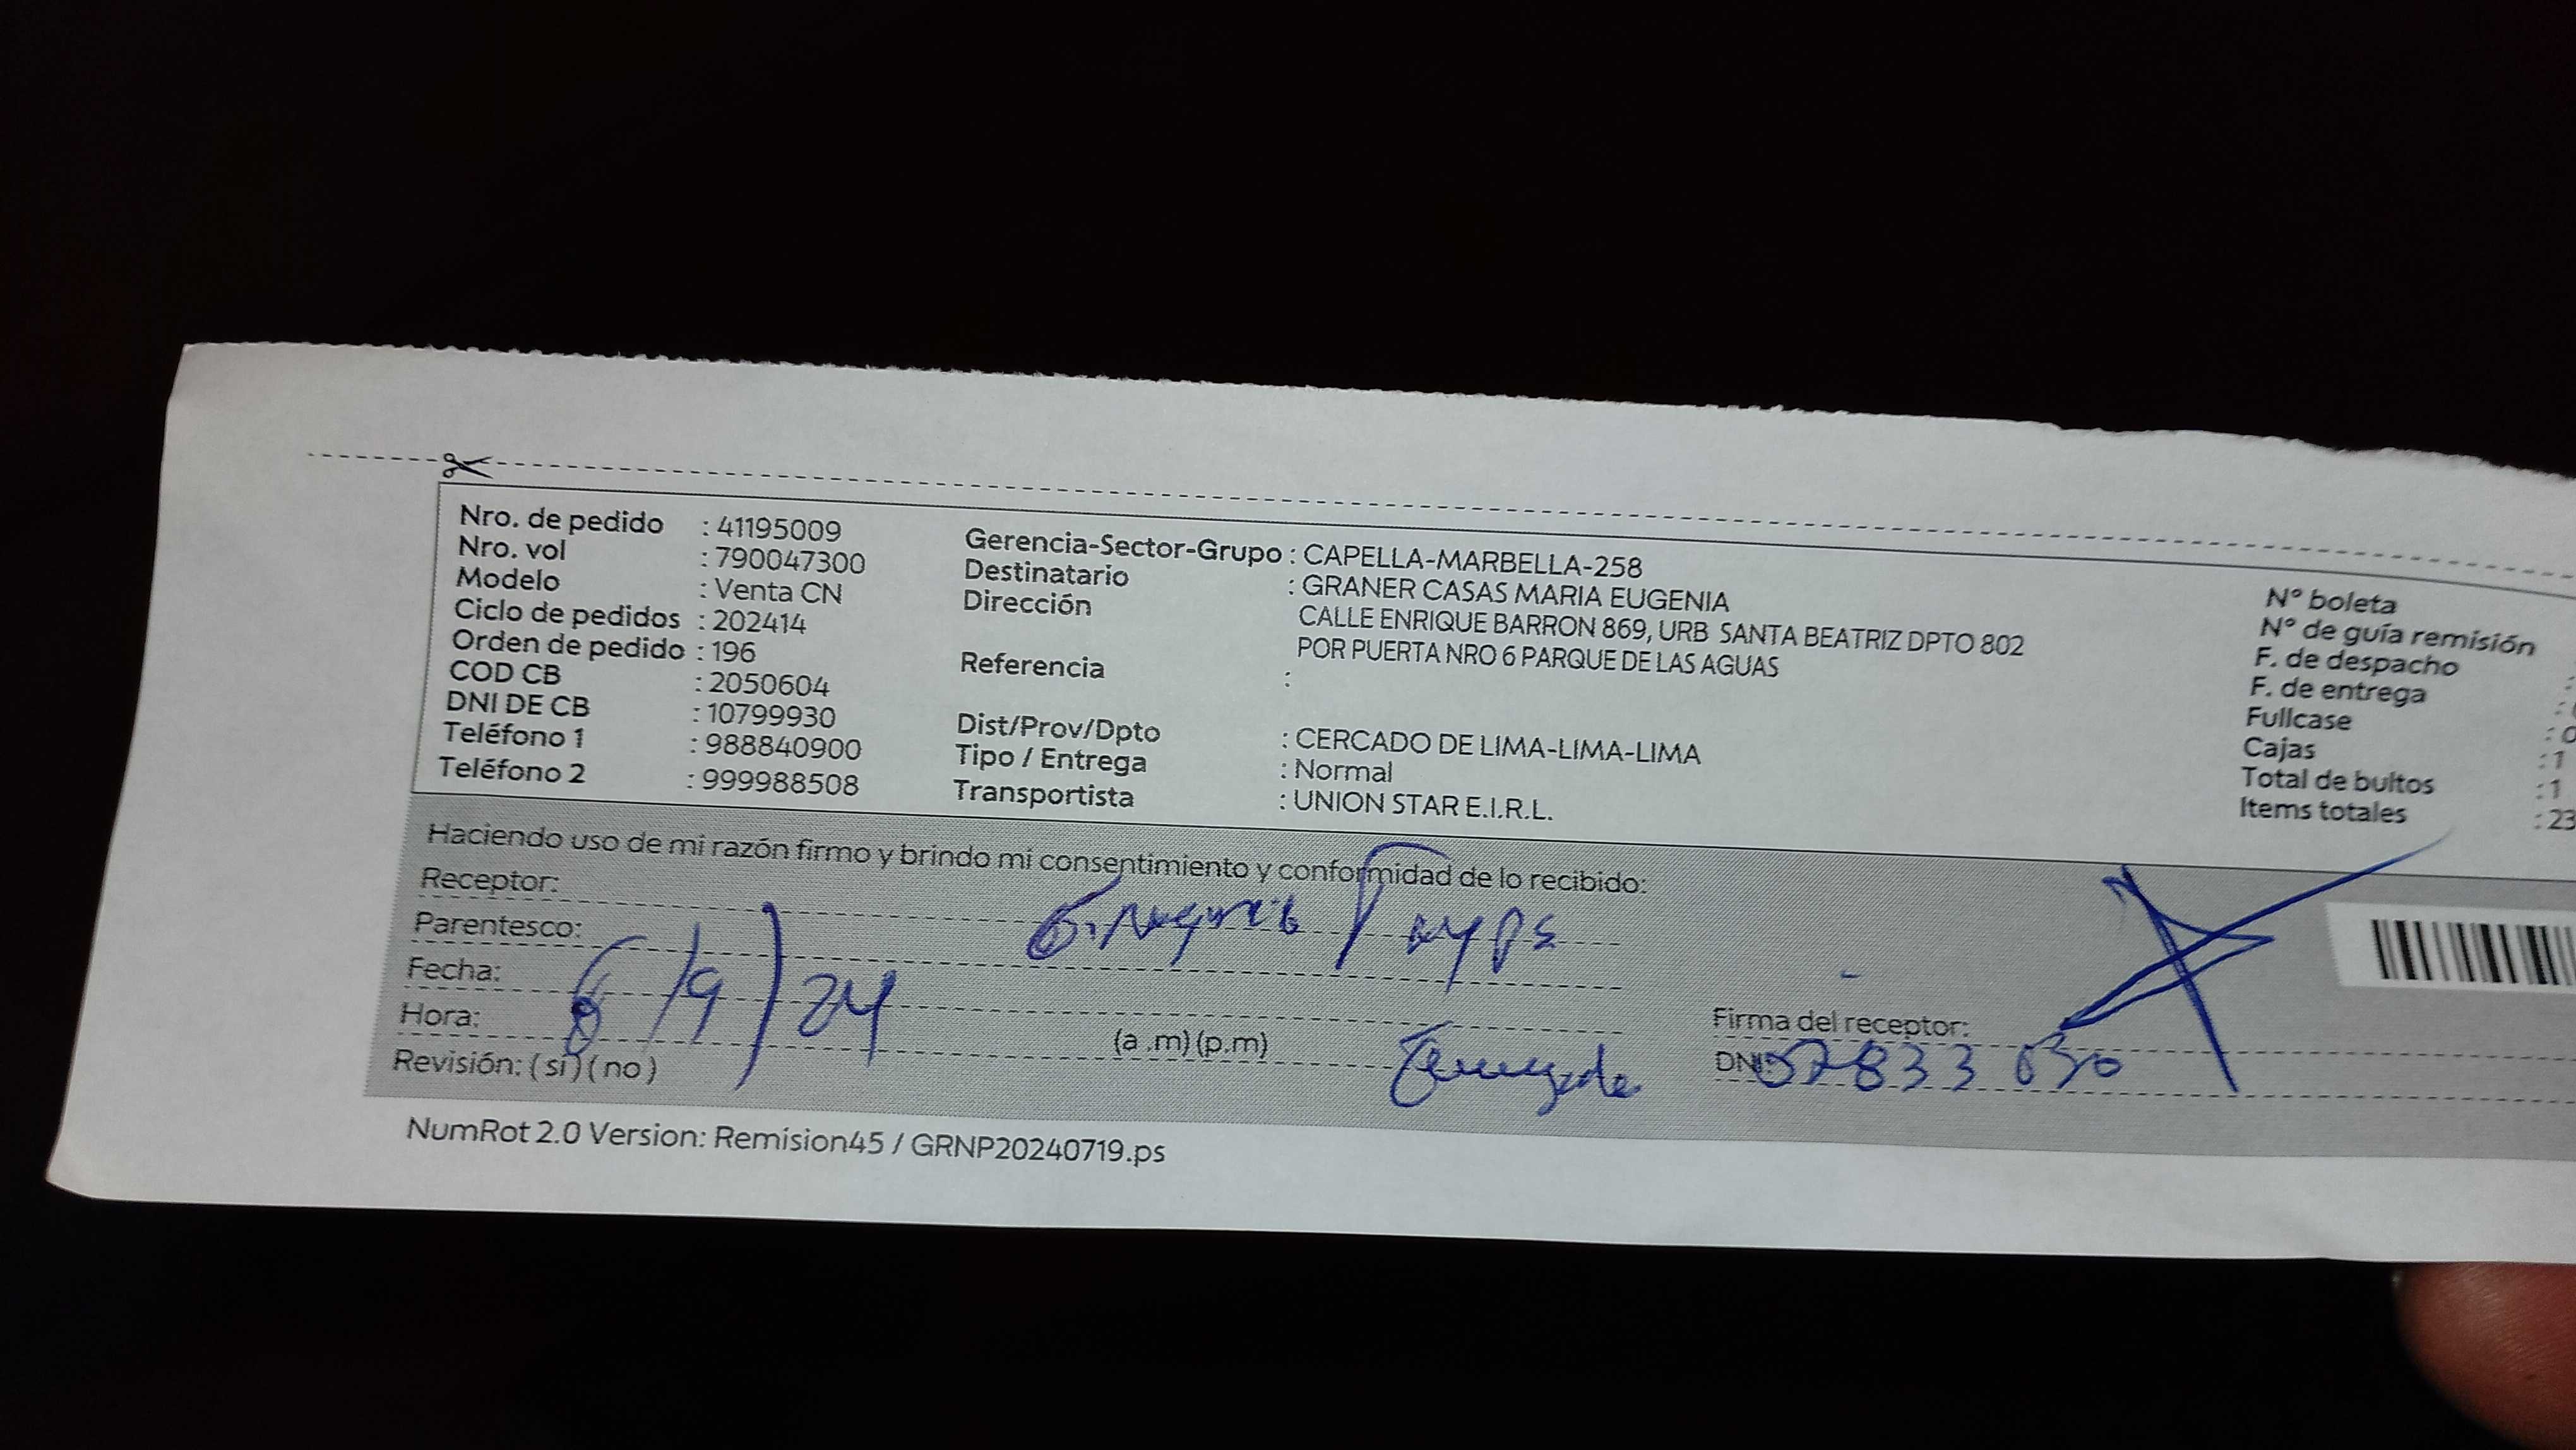 Nro. de pedido : 41195009
Nro. vol : 790047300
Modelo : Venta CN
Ciclo de pedidos : 202414
Orden de pedido : 196
COD CB : 2050604
DNI DE CB : 10799930
Teléfono 1 : 988840900
Teléfono 2 : 999988508
Gerencia-Sector-Grupo : CAPELLA-MARBELLA-258
Destinatario : GRANER CASAS MARIA EUGENIA
Dirección CALLE ENRIQUE BARRON 869, URB SANTA BEATRIZ DPTO 802
POR PUERTA NRO 6 PARQUE DE LAS AGUAS
Referencia :
Dist/Prov/Dpto : CERCADO DE LIMA-LIMA-LIMA
Tipo / Entrega : Normal
Transportista : UNION STAR E.I.R.L.
N° boleta
N° de guía remisión
F. de despacho :
F. de entrega :
Fullcase : 0
Cajas : 1
Total de bultos : 1
Items totales : 23
Haciendo uso de mi razón firmo y brindo mi consentimiento y conformidad de lo recibido:
Receptor:
Parentesco:
Fecha: 6/9/24
Hora: (a .m) (p.m)
Revisión: ( si ) ( no )
Firma del receptor:
DNI:
NumRot 2.0 Version: Remision45 / GRNP20240719.ps